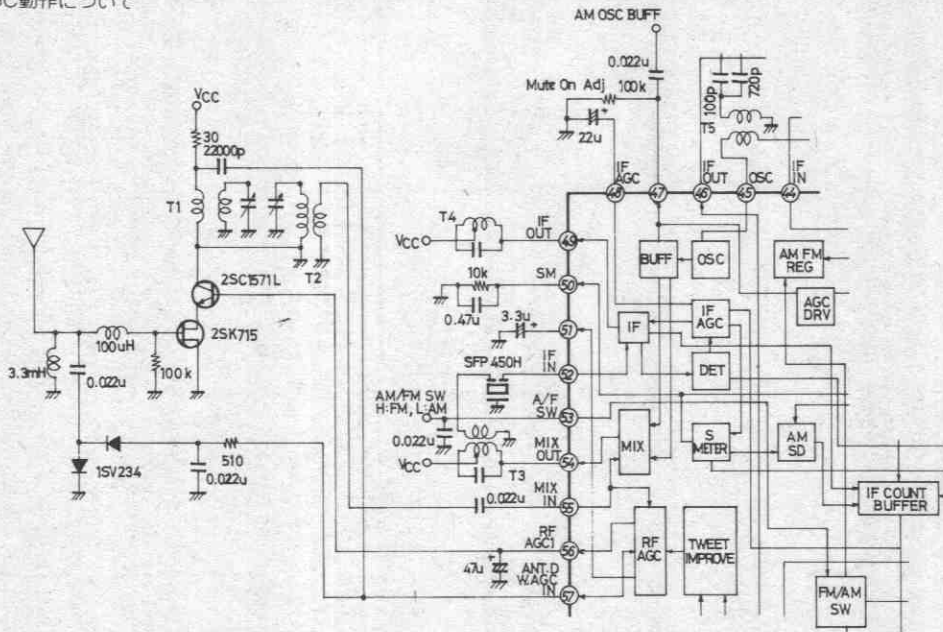 動作について
AM OSC BUFF
0.022u
Mute On Adj
100k
22u
100p
720p
T5
Vcc
30
22000p
T1
T2
2SC1571L
2SK715
100uH
3.3mH
0.022u
100k
1SV234
510
0.022u
IF AGC
48
47
IF OUT
46
OSC
45
IF IN
44
T4
Vcc
IF OUT
49
10k
SM
50
0.47u
3.3u
51
SFP 450H
IF IN
52
AM/FM SW
H:FM, L:AM
A/F SW
53
0.022u
Vcc
T3
MIX OUT
54
0.022u
MIX IN
55
RF AGC1
56
47u
ANT.D
W.AGC IN
57
BUFF
OSC
AM FM REG
AGC DRV
IF
IF AGC
DET
MIX
S METER
AM SD
IF COUNT BUFFER
RF AGC
TWEET IMPROVE
FM/AM SW